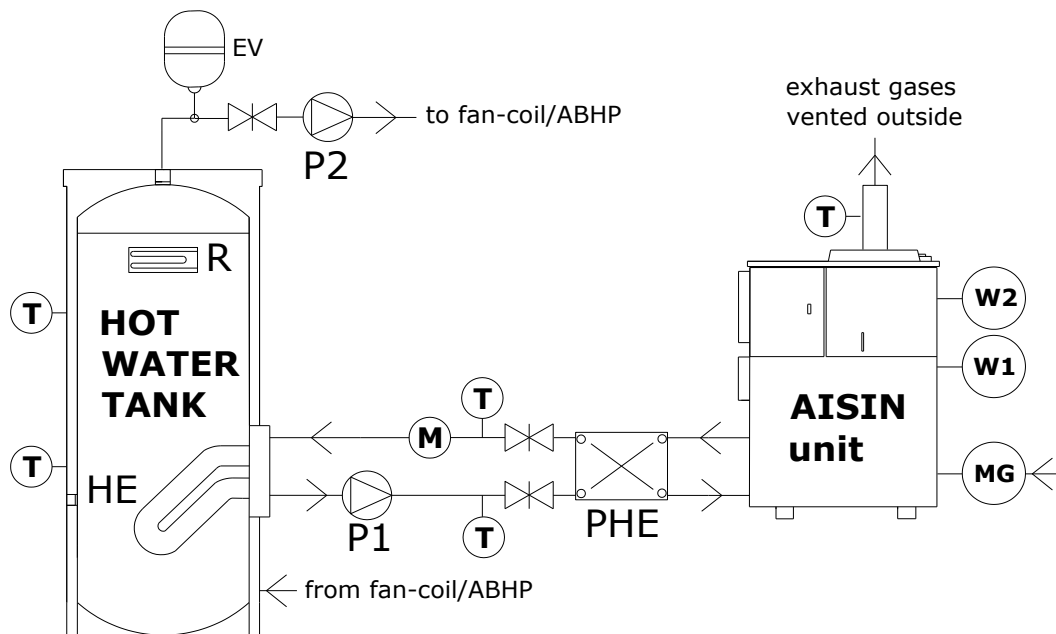 EV
to fan-coil/ABHP
P2
exhaust gases
vented outside
T
R
T
HOT
WATER
TANK
W2
W1
T
M
AISIN
unit
T
HE
MG
P1
T
PHE
from fan-coil/ABHP